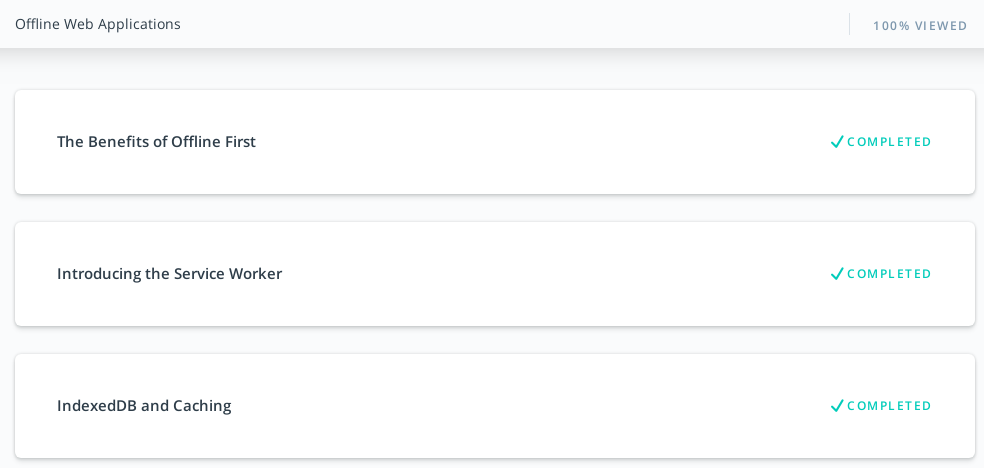 Offline Web Applications
100% VIEWED
The Benefits of Offline First
COMPLETED
Introducing the Service Worker
COMPLETED
IndexedDB and Caching
COMPLETED